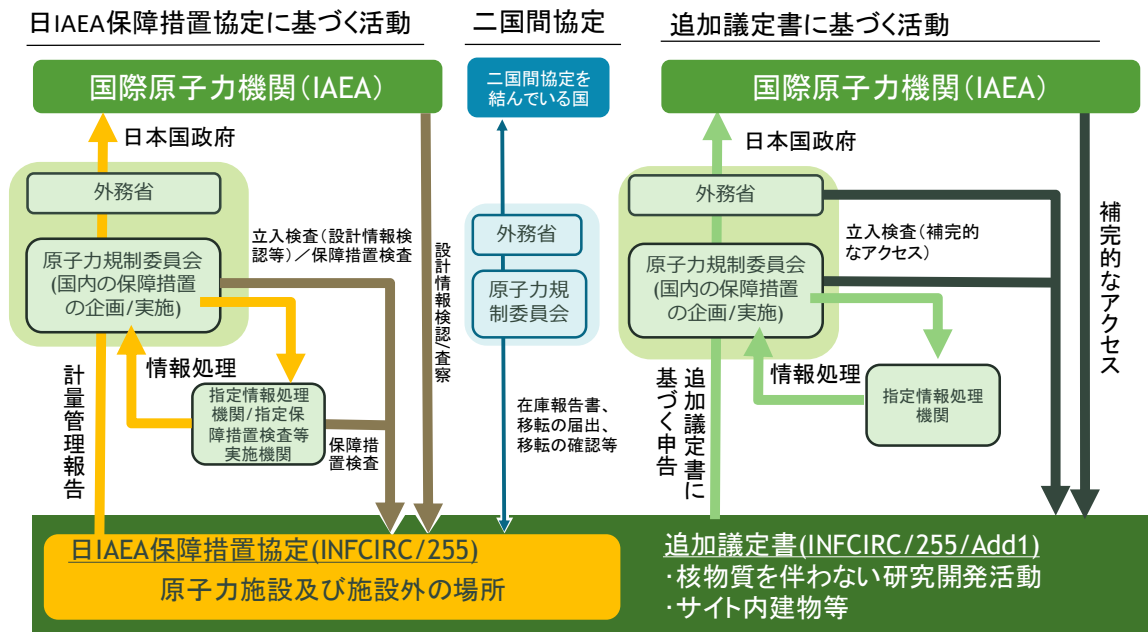 日IAEA保障措置協定に基づく活動
国際原子力機関(IAEA)
日本国政府
外務省
原子力規制委員会
(国内の保障措置
の企画/実施)
立入検査(設計情報検
認等)/保障措置検査
設計情報検認/査察
情報処理
指定情報処理
機関/指定保
障措置検査等
実施機関
保障措
置検査
計量管理報告
二国間協定
二国間協定を
結んでいる国
外務省
原子力規
制委員会
在庫報告書、
移転の届出、
移転の確認等
追加議定書に基づく活動
国際原子力機関(IAEA)
日本国政府
外務省
原子力規制委員会
(国内の保障措置
の企画/実施)
立入検査(補完的
なアクセス)
補完的なアクセス
情報処理
指定情報処理
機関
追加議定書に
基づく申告
日IAEA保障措置協定(INFCIRC/255)
原子力施設及び施設外の場所
追加議定書(INFCIRC/255/Add1)
・核物質を伴わない研究開発活動
・サイト内建物等